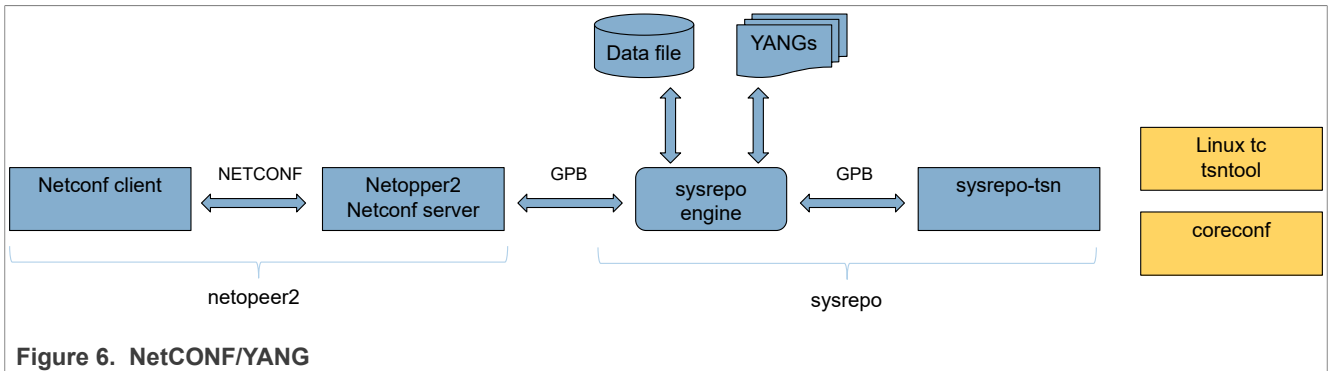 Data file
YANGs
Linux tc
tsntool
Netconf client
NETCONF
Netopper2
Netconf server
GPB
sysrepo
engine
GPB
sysrepo-tsn
coreconf
netopeer2
sysrepo
Figure 6. NetCONF/YANG